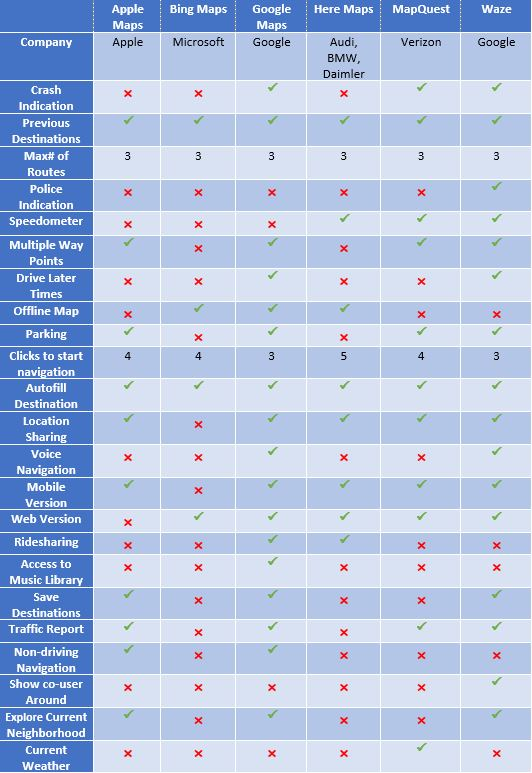 Apple Maps Bing Maps Google Maps Here Maps MapQuest Waze
Company Apple Microsoft Google Audi, BMW, Daimler Verizon Google
Crash Indication ✗ ✗ ✓ ✗ ✓ ✓
Previous Destinations ✓ ✓ ✓ ✓ ✓ ✓
Max# of Routes 3 3 3 3 3 3
Police Indication ✗ ✗ ✗ ✗ ✗ ✓
Speedometer ✗ ✗ ✗ ✓ ✓ ✓
Multiple Way Points ✓ ✗ ✓ ✗ ✓ ✓
Drive Later Times ✗ ✗ ✓ ✗ ✗ ✓
Offline Map ✗ ✓ ✓ ✓ ✗ ✗
Parking ✓ ✗ ✓ ✗ ✓ ✓
Clicks to start navigation 4 4 3 5 4 3
Autofill Destination ✓ ✓ ✓ ✓ ✓ ✓
Location Sharing ✓ ✗ ✓ ✓ ✓ ✓
Voice Navigation ✗ ✗ ✓ ✗ ✗ ✓
Mobile Version ✓ ✗ ✓ ✓ ✓ ✓
Web Version ✗ ✓ ✓ ✓ ✓ ✓
Ridesharing ✗ ✗ ✓ ✓ ✗ ✗
Access to Music Library ✗ ✗ ✓ ✗ ✗ ✗
Save Destinations ✓ ✗ ✓ ✗ ✗ ✓
Traffic Report ✓ ✗ ✓ ✗ ✓ ✓
Non-driving Navigation ✓ ✗ ✓ ✗ ✗ ✗
Show co-user Around ✗ ✗ ✗ ✗ ✗ ✓
Explore Current Neighborhood ✓ ✗ ✓ ✗ ✗ ✓
Current Weather ✗ ✗ ✗ ✗ ✓ ✗